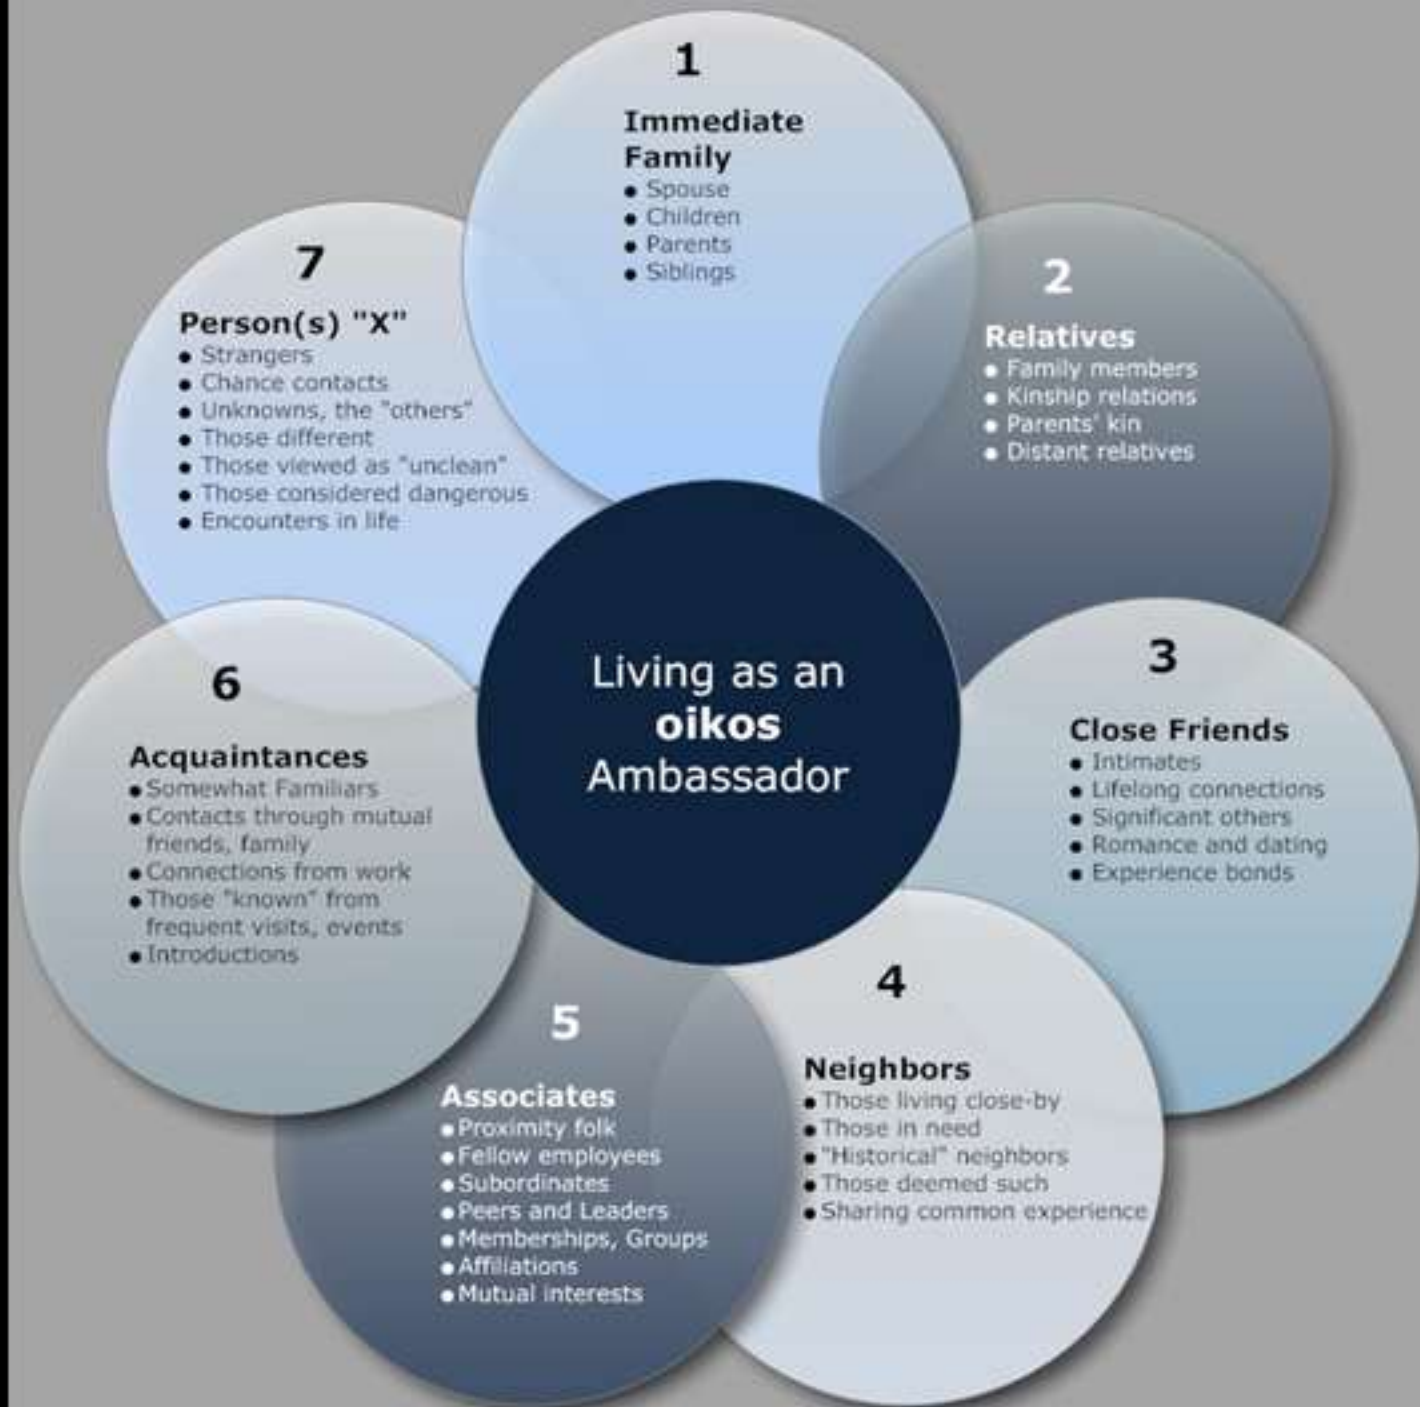 1
Immediate
Family
● Spouse
● Children
● Parents
● Siblings
2
Relatives
● Family members
● Kinship relations
● Parents' kin
● Distant relatives
3
Close Friends
● Intimates
● Lifelong connections
● Significant others
● Romance and dating
● Experience bonds
4
Neighbors
● Those living close-by
● Those in need
● "Historical" neighbors
● Those deemed such
● Sharing common experience
5
Associates
● Proximity folk
● Fellow employees
● Subordinates
● Peers and Leaders
● Memberships, Groups
● Affiliations
● Mutual interests
6
Acquaintances
● Somewhat Familiars
● Contacts through mutual
friends, family
● Connections from work
● Those "known" from
frequent visits, events
● Introductions
7
Person(s) "X"
● Strangers
● Chance contacts
● Unknowns, the "others"
● Those different
● Those viewed as "unclean"
● Those considered dangerous
● Encounters in life
Living as an
oikos
Ambassador